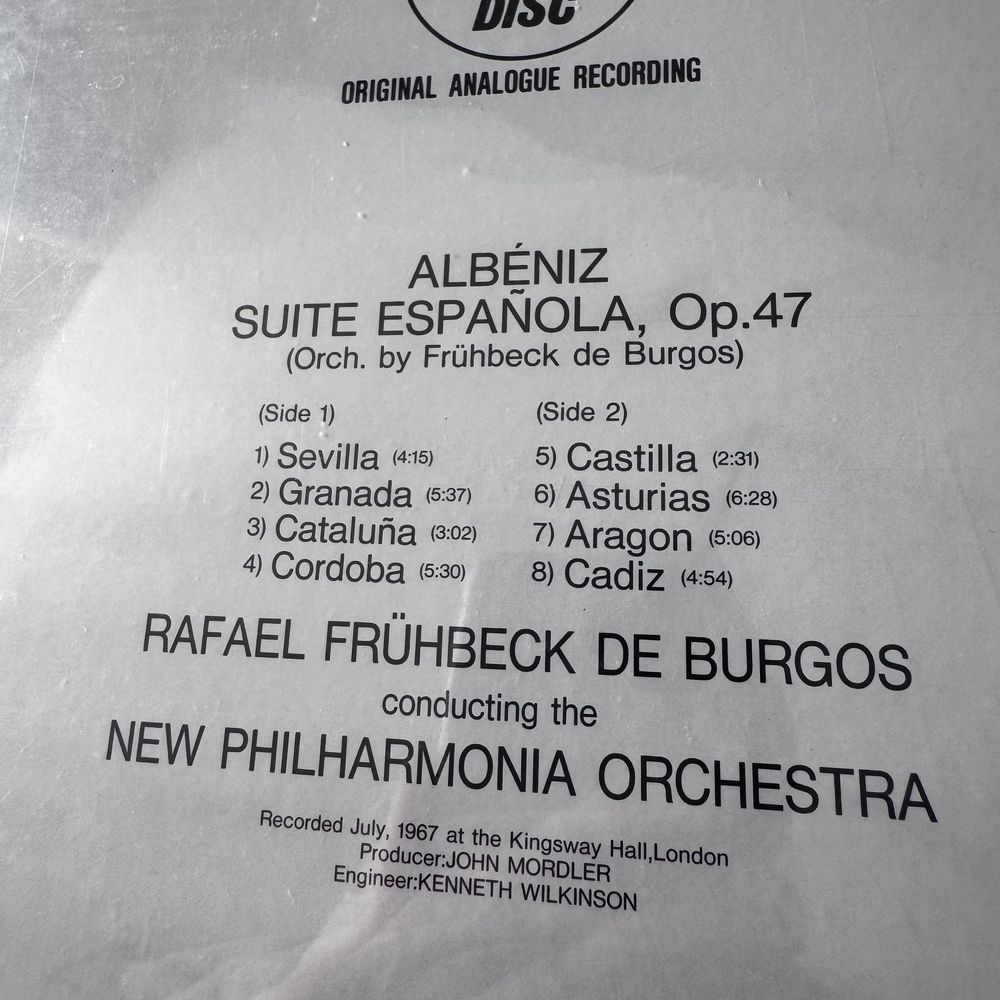 DISC
ORIGINAL ANALOGUE RECORDING
ALBÉNIZ
SUITE ESPAÑOLA, Op.47
(Orch. by Frühbeck de Burgos)
(Side 1)
1) Sevilla (4:15)
2) Granada (5:37)
3) Cataluña (3:02)
4) Cordoba (5:30)
(Side 2)
5) Castilla (2:31)
6) Asturias (6:28)
7) Aragon (5:06)
8) Cadiz (4:54)
RAFAEL FRÜHBECK DE BURGOS
conducting the
NEW PHILHARMONIA ORCHESTRA
Recorded July, 1967 at the Kingsway Hall,London
Producer:JOHN MORDLER
Engineer:KENNETH WILKINSON